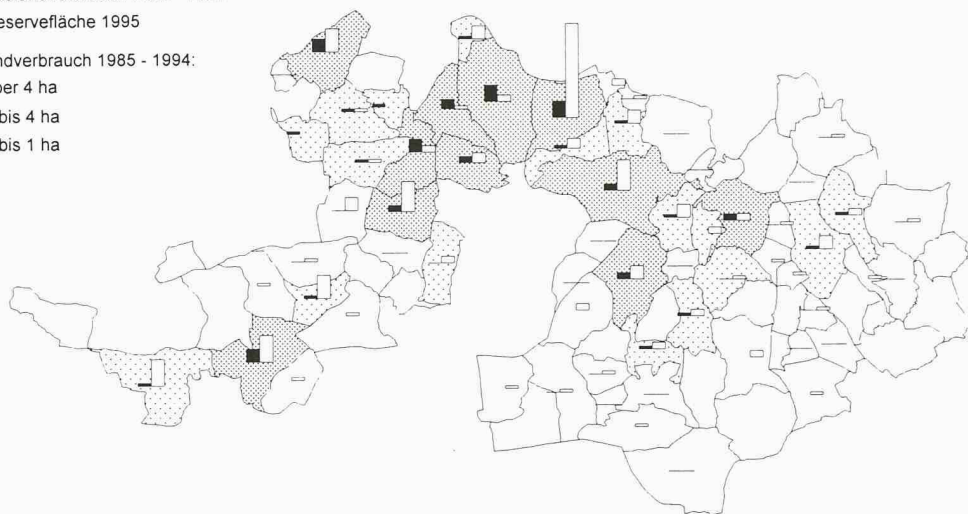 eservefläche 1995
ndverbrauch 1985 - 1994:
ber 4 ha
bis 4 ha
bis 1 ha